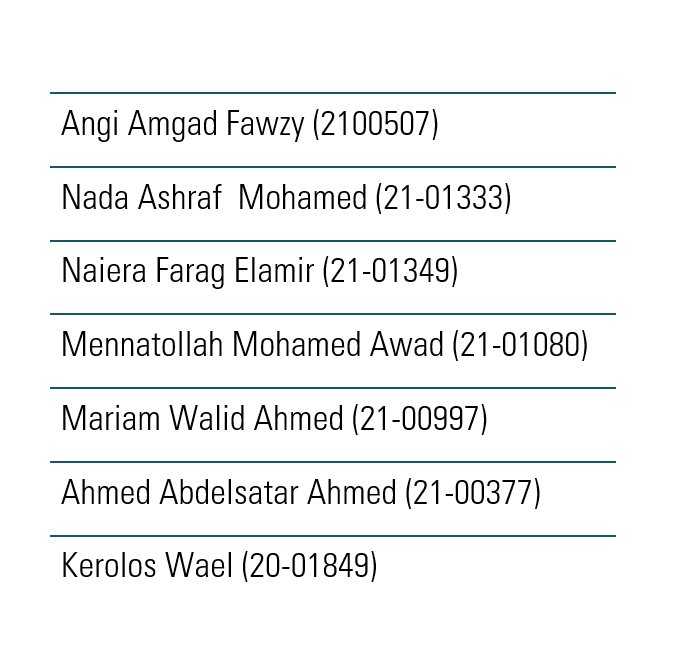 Angi Amgad Fawzy (2100507)
Nada Ashraf  Mohamed (21-01333)
Naiera Farag Elamir (21-01349)
Mennatollah Mohamed Awad (21-01080)
Mariam Walid Ahmed (21-00997)
Ahmed Abdelsatar Ahmed (21-00377)
Kerolos Wael (20-01849)